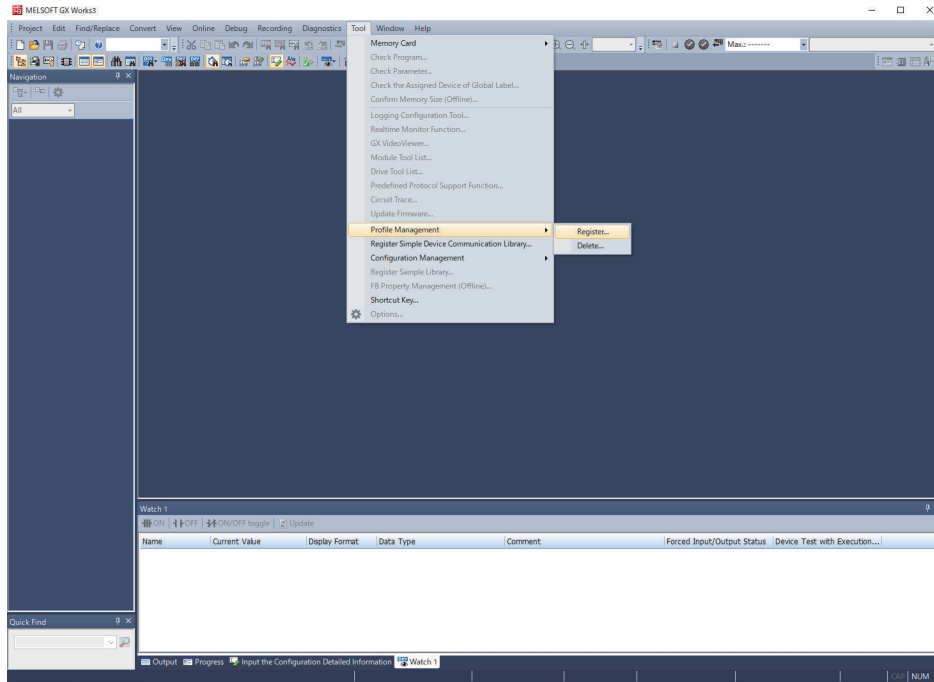 MELSOFT GX Works3
Project Edit Find/Replace Convert View Online Debug Recording Diagnostics Tool Window Help
Max.: -------
Navigation
All
Memory Card
Check Program...
Check Parameter...
Check the Assigned Device of Global Label...
Confirm Memory Size (Offline)...
Logging Configuration Tool...
Realtime Monitor Function...
GX VideoViewer...
Module Tool List...
Drive Tool List...
Predefined Protocol Support Function...
Circuit Trace...
Update Firmware...
Profile Management
Register...
Register Simple Device Communication Library...
Delete...
Configuration Management
Register Sample Library...
FB Property Management (Offline)...
Shortcut Key...
Options...
Watch 1
ON OFF ON/OFF toggle Update
Name Current Value Display Format Data Type Comment Forced Input/Output Status Device Test with Execution...
Quick Find
Output Progress Input the Configuration Detailed Information Watch 1
CAP NUM